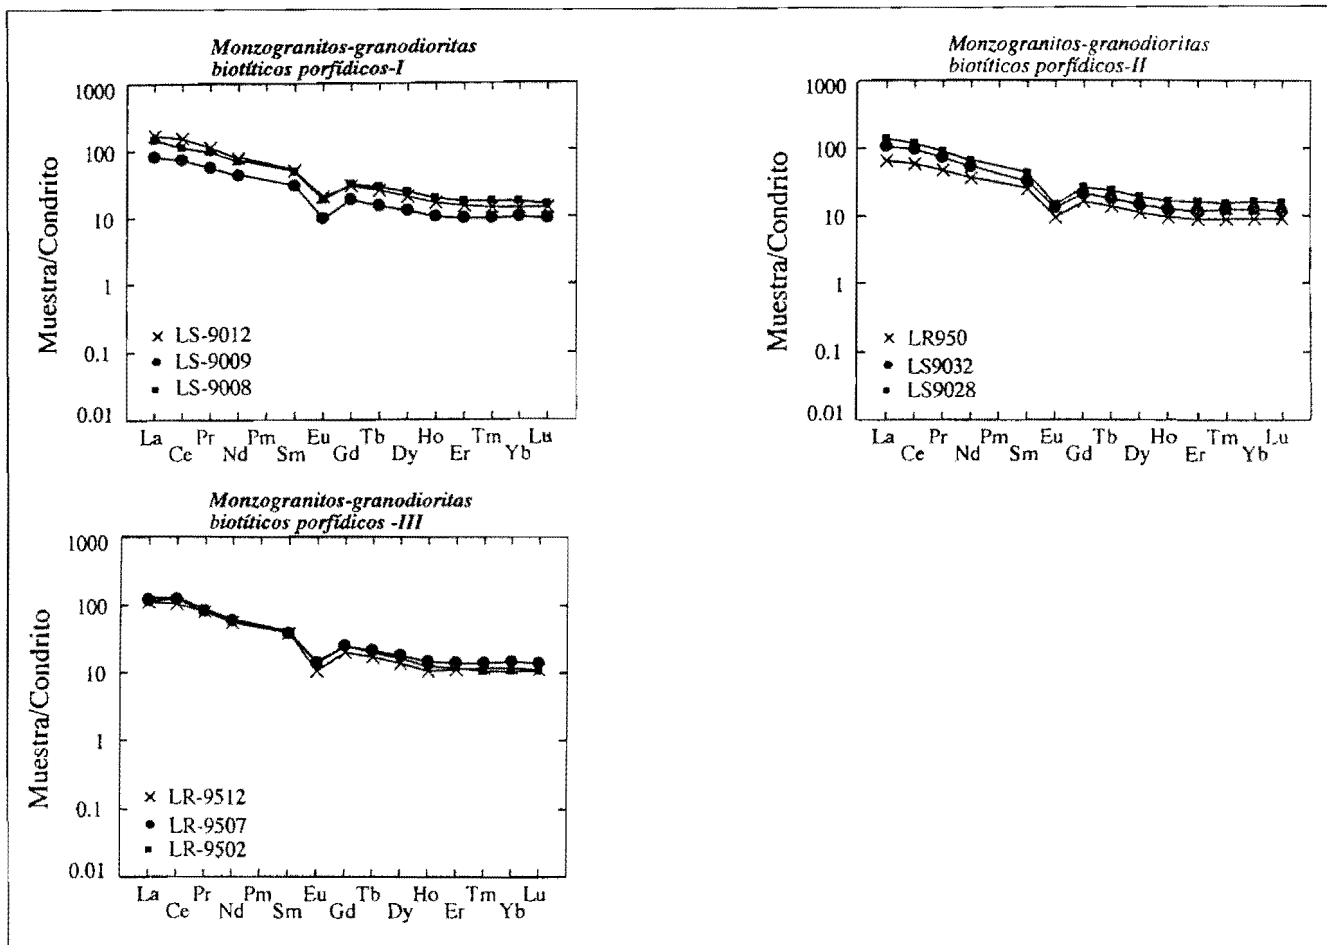 Monzogranitos-granodioritas
biotíticos porfídicos-I
1000
100
10
1
0.1
0.01
Muestra/Condrito
LS-9012
LS-9009
LS-9008
La Ce Pr Nd Pm Sm Eu Gd Tb Dy Ho Er Tm Yb Lu
Monzogranitos-granodioritas
biotíticos porfídicos-II
1000
100
10
1
0.1
0.01
Muestra/Condrito
LR950
LS9032
LS9028
La Ce Pr Nd Pm Sm Eu Gd Tb Dy Ho Er Tm Yb Lu
Monzogranitos-granodioritas
biotíticos porfídicos -III
1000
100
10
1
0.1
0.01
Muestra/Condrito
LR-9512
LR-9507
LR-9502
La Ce Pr Nd Pm Sm Eu Gd Tb Dy Ho Er Tm Yb Lu